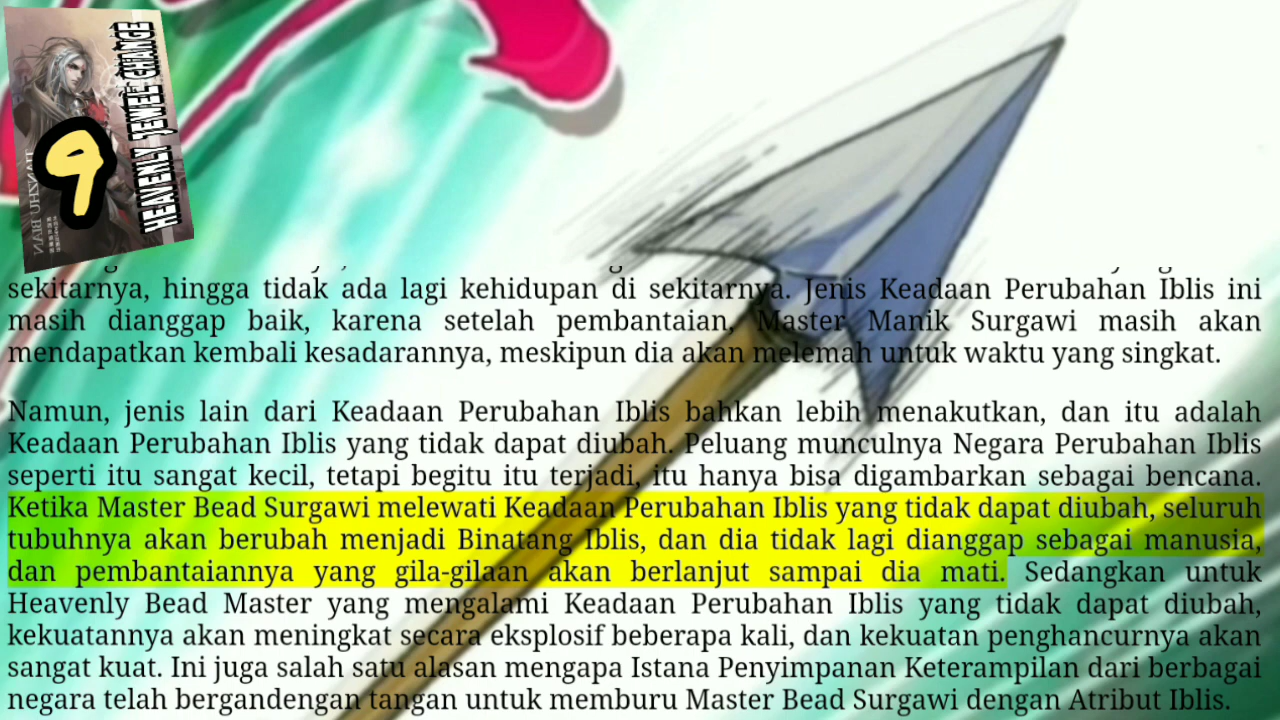 HEAVENLY JEWEL CHANGE
9
TIANZHU BIAN
sekitarnya, hingga tidak ada lagi kehidupan di sekitarnya. Jenis Keadaan Perubahan Iblis ini
masih dianggap baik, karena setelah pembantaian, Master Manik Surgawi masih akan
mendapatkan kembali kesadarannya, meskipun dia akan melemah untuk waktu yang singkat.
Namun, jenis lain dari Keadaan Perubahan Iblis bahkan lebih menakutkan, dan itu adalah
Keadaan Perubahan Iblis yang tidak dapat diubah. Peluang munculnya Negara Perubahan Iblis
seperti itu sangat kecil, tetapi begitu itu terjadi, itu hanya bisa digambarkan sebagai bencana.
Ketika Master Bead Surgawi melewati Keadaan Perubahan Iblis yang tidak dapat diubah, seluruh
tubuhnya akan berubah menjadi Binatang Iblis, dan dia tidak lagi dianggap sebagai manusia,
dan pembantaiannya yang gila-gilaan akan berlanjut sampai dia mati. Sedangkan untuk
Heavenly Bead Master yang mengalami Keadaan Perubahan Iblis yang tidak dapat diubah,
kekuatannya akan meningkat secara eksplosif beberapa kali, dan kekuatan penghancurnya akan
sangat kuat. Ini juga salah satu alasan mengapa Istana Penyimpanan Keterampilan dari berbagai
negara telah bergandengan tangan untuk memburu Master Bead Surgawi dengan Atribut Iblis.